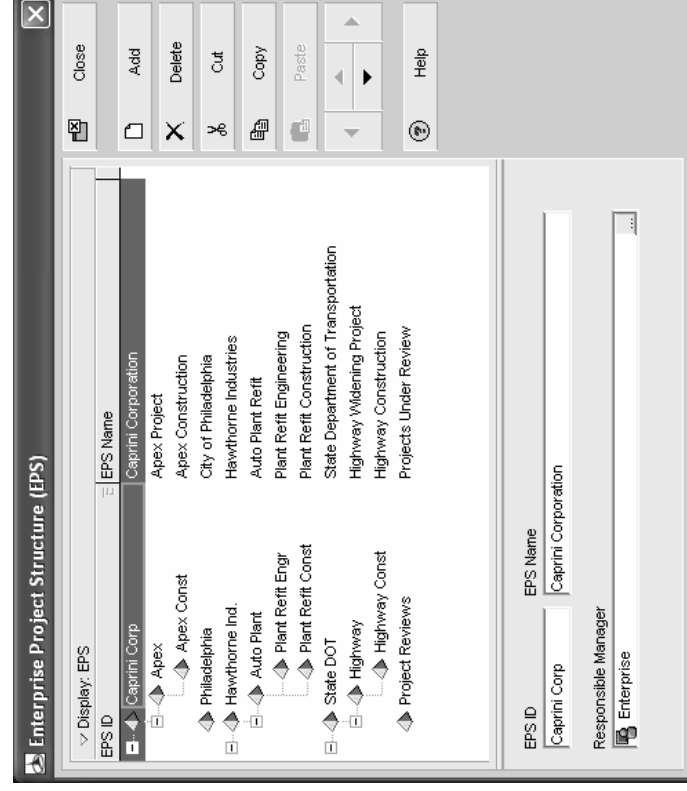 Enterprise Project Structure (EPS)
Display: EPS
EPS ID EPS Name
Caprini Corp Caprini Corporation
Apex Apex Project
Apex Const Apex Construction
Philadelphia City of Philadelphia
Hawthorne Ind. Hawthorne Industries
Auto Plant Auto Plant Refit
Plant Refit Engr Plant Refit Engineering
Plant Refit Const Plant Refit Construction
State DOT State Department of Transportation
Highway Highway Widening Project
Highway Const Highway Construction
Project Reviews Projects Under Review
EPS ID EPS Name
Caprini Corp Caprini Corporation
Responsible Manager
Enterprise
...
Close
Add
Delete
Cut
Copy
Paste
Help